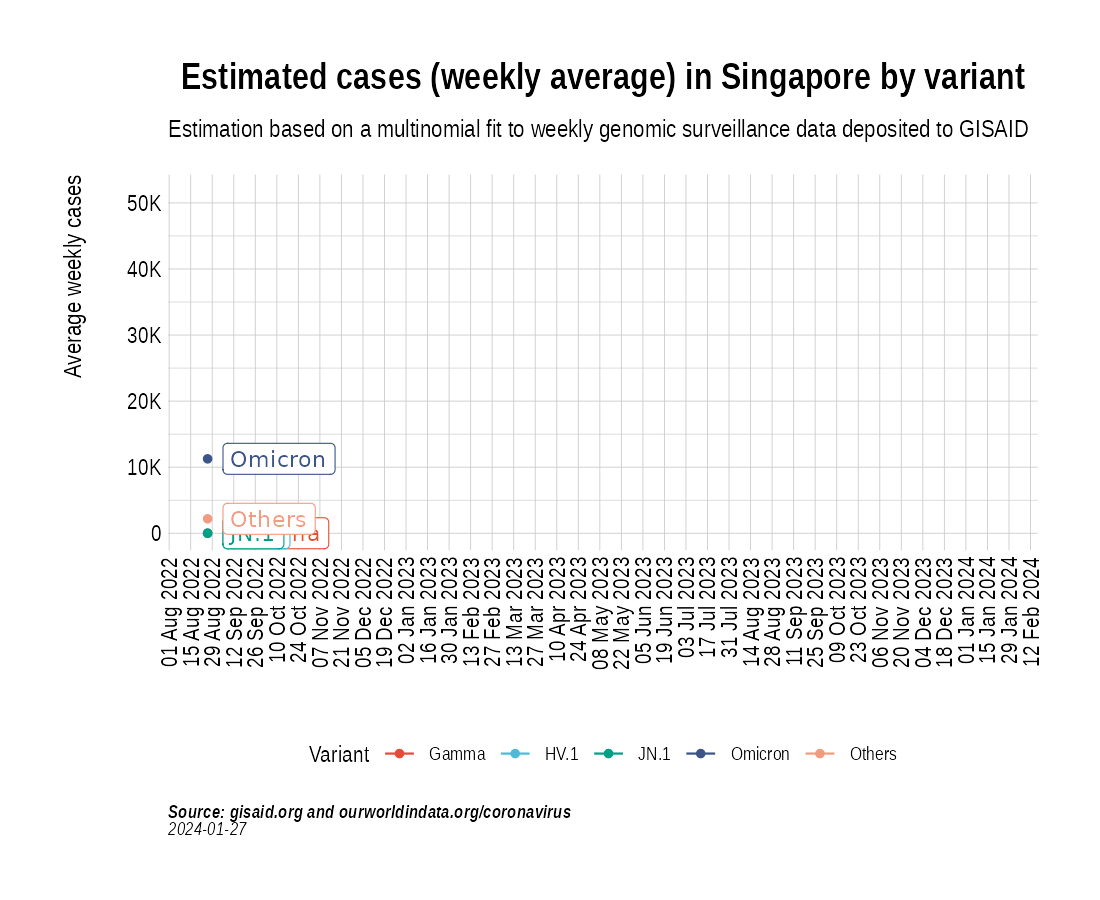 Estimated cases (weekly average) in Singapore by variant
Estimation based on a multinomial fit to weekly genomic surveillance data deposited to GISAID
Average weekly cases
50K
40K
30K
20K
10K
0
Omicron
Others
JN.1
01 Aug 2022
15 Aug 2022
29 Aug 2022
12 Sep 2022
26 Sep 2022
10 Oct 2022
24 Oct 2022
07 Nov 2022
21 Nov 2022
05 Dec 2022
19 Dec 2022
02 Jan 2023
16 Jan 2023
30 Jan 2023
13 Feb 2023
27 Feb 2023
13 Mar 2023
27 Mar 2023
10 Apr 2023
24 Apr 2023
08 May 2023
22 May 2023
05 Jun 2023
19 Jun 2023
03 Jul 2023
17 Jul 2023
31 Jul 2023
14 Aug 2023
28 Aug 2023
11 Sep 2023
25 Sep 2023
09 Oct 2023
23 Oct 2023
06 Nov 2023
20 Nov 2023
04 Dec 2023
18 Dec 2023
01 Jan 2024
15 Jan 2024
29 Jan 2024
12 Feb 2024
Variant Gamma HV.1 JN.1 Omicron Others
Source: gisaid.org and ourworldindata.org/coronavirus
2024-01-27